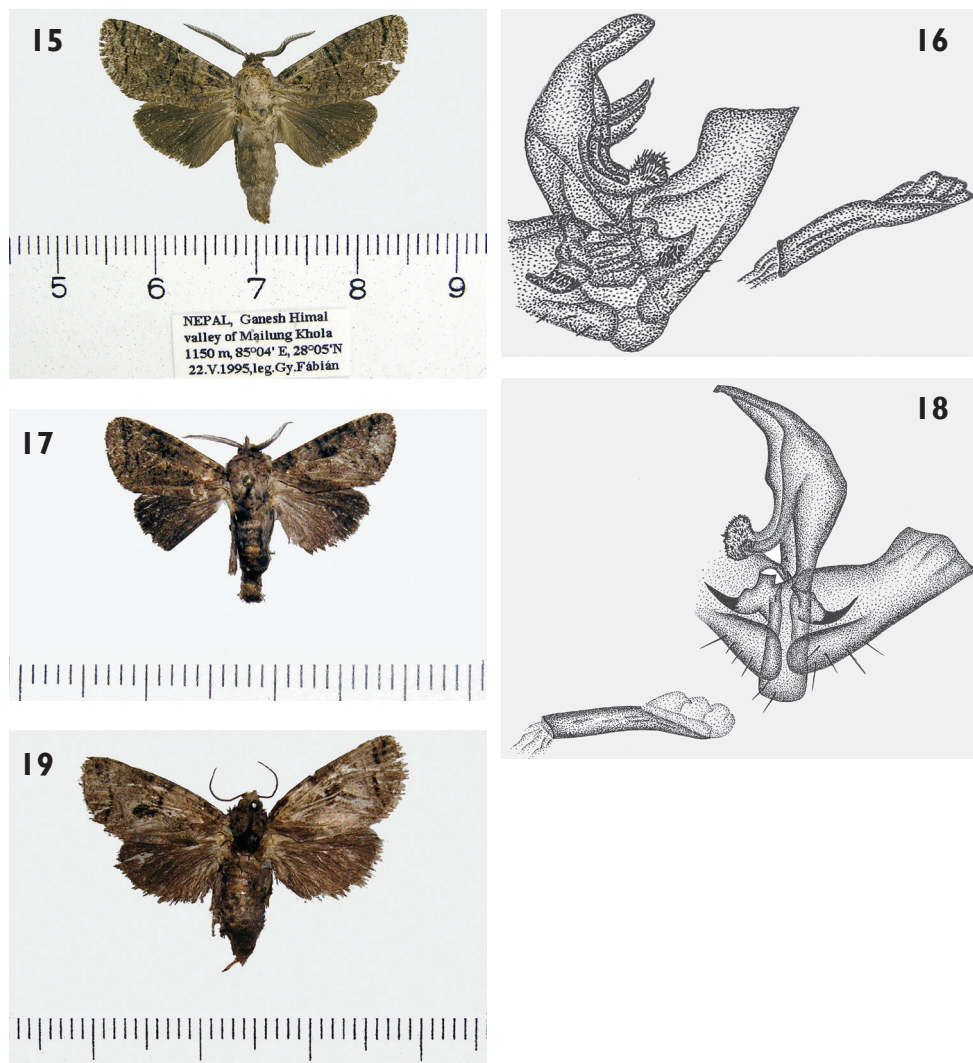 15
16
5 6 7 8 9
NEPAL, Ganesh Himal
valley of Mailung Khola
1150 m, 85°04' E, 28°05'N
22.V.1995,leg.Gy.Fábián
17
18
19